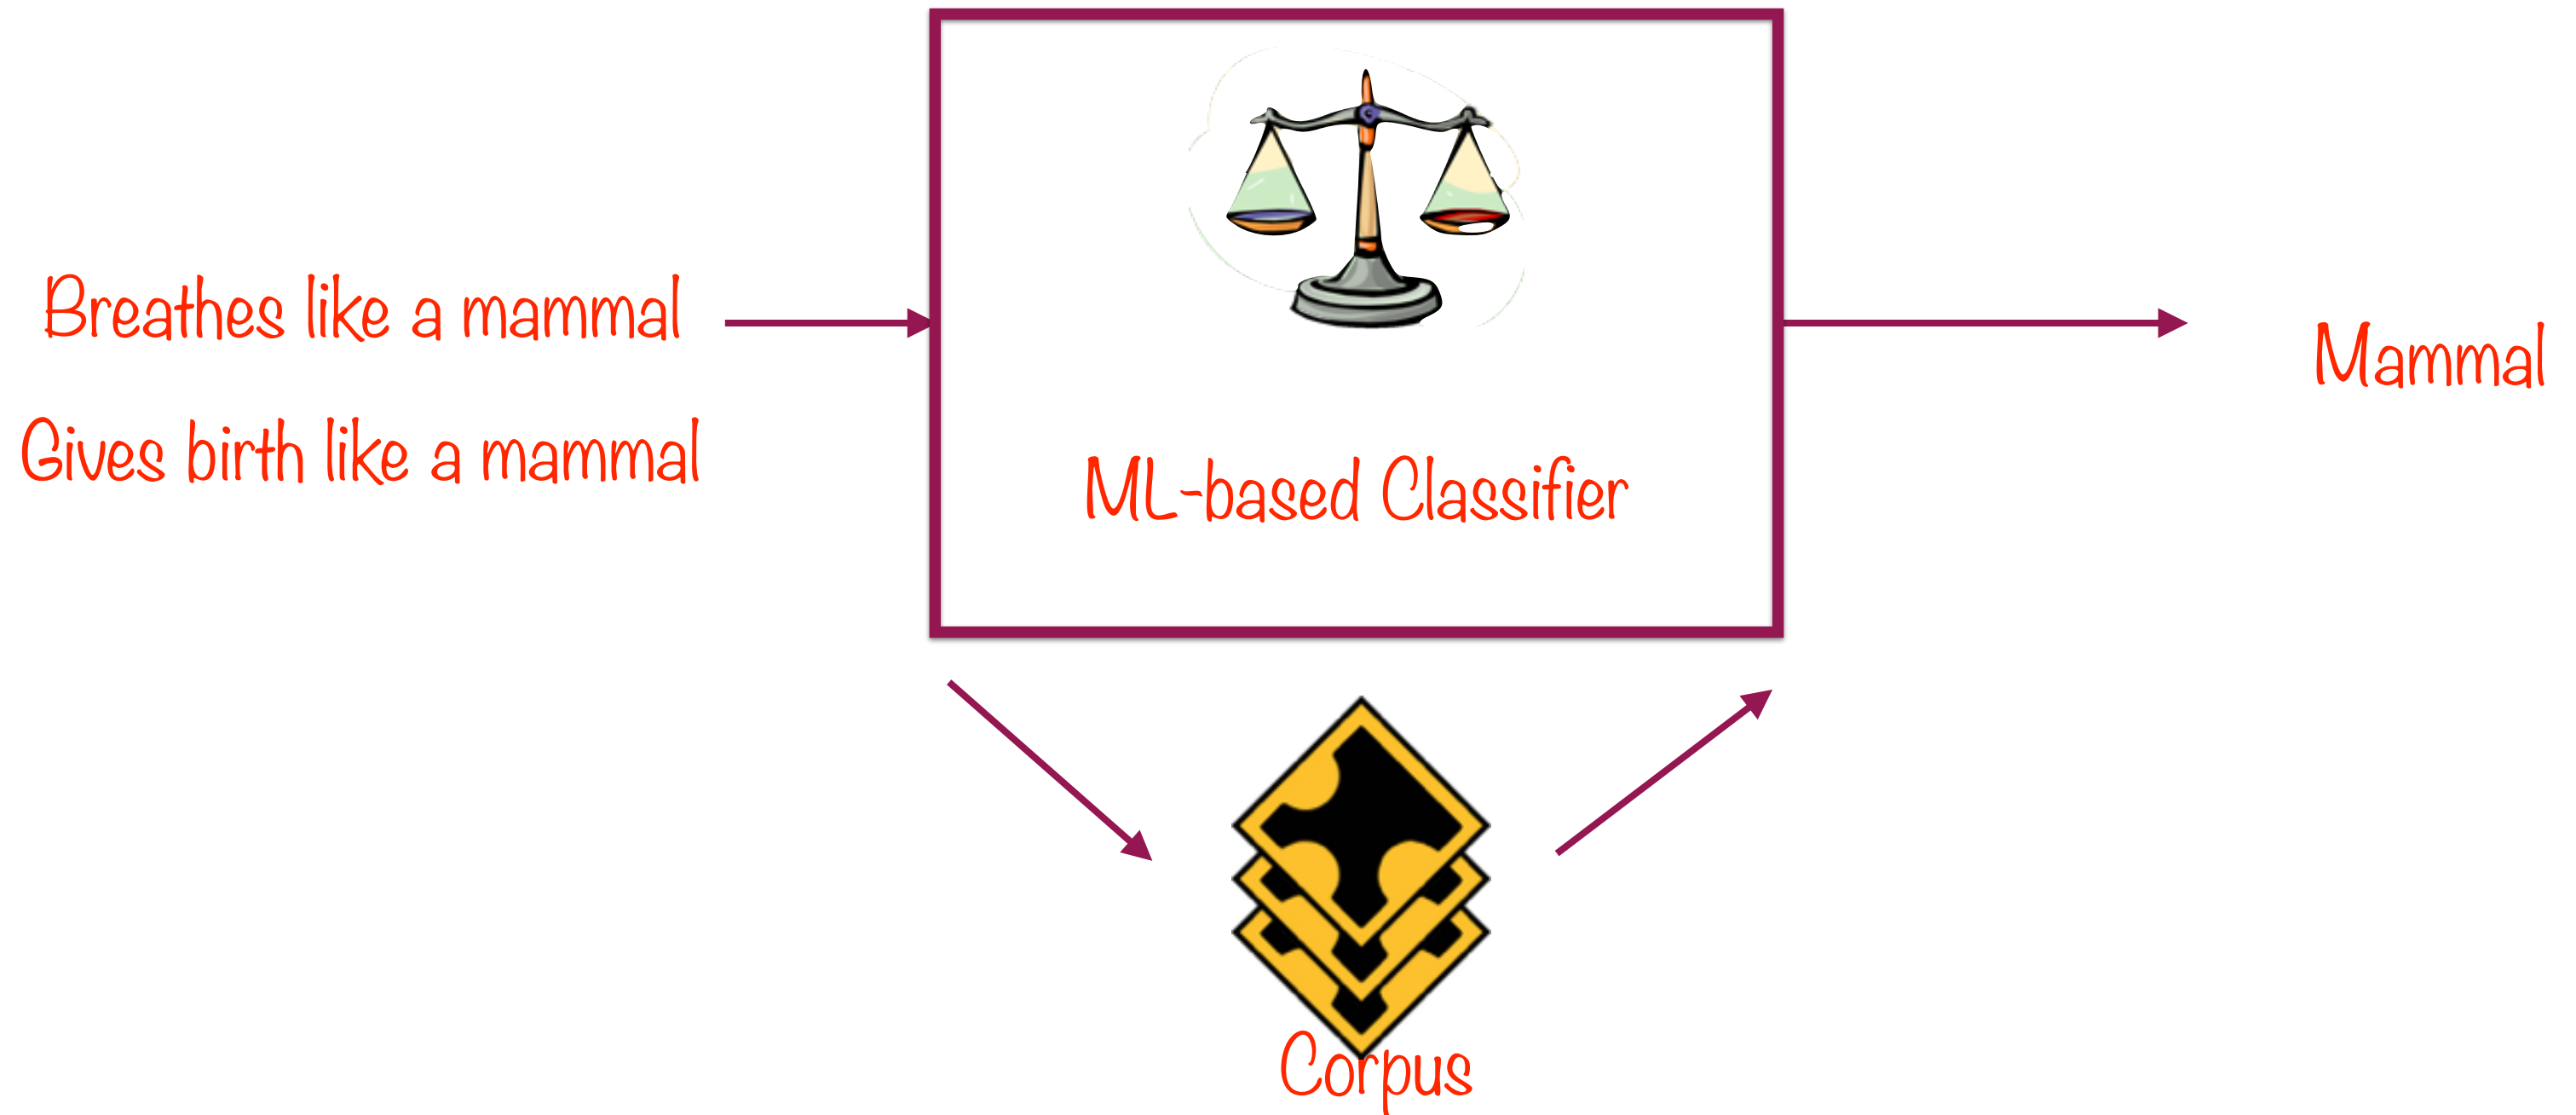 Breathes like a mammal
Gives birth like a mammal
ML-based Classifier
Mammal
Corpus